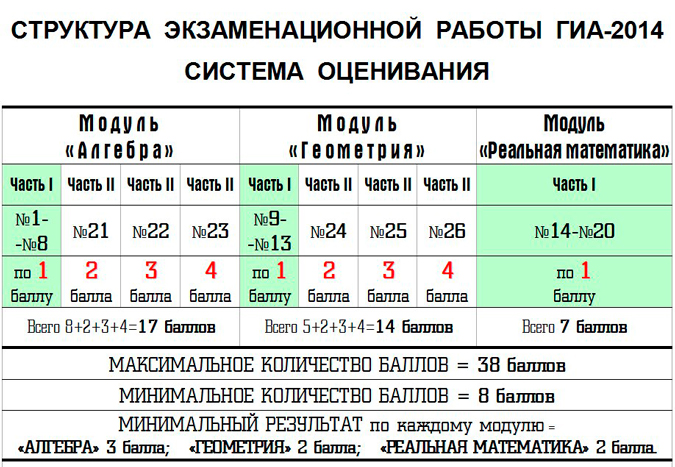 СТРУКТУРА ЭКЗАМЕНАЦИОННОЙ РАБОТЫ ГИА-2014
СИСТЕМА ОЦЕНИВАНИЯ
Модуль «Алгебра»
Модуль «Геометрия»
Модуль «Реальная математика»
Часть I Часть II Часть II Часть II Часть I Часть II Часть II Часть II Часть I
№1-
-№8 №21 №22 №23 №9-
-№13 №24 №25 №26 №14-№20
по 1 2 3 4 по 1 2 3 4 по 1
баллу балла балла балла баллу балла балла балла баллу
Всего 8+2+3+4=17 баллов Всего 5+2+3+4=14 баллов Всего 7 баллов
МАКСИМАЛЬНОЕ КОЛИЧЕСТВО БАЛЛОВ = 38 баллов
МИНИМАЛЬНОЕ КОЛИЧЕСТВО БАЛЛОВ = 8 баллов
МИНИМАЛЬНЫЙ РЕЗУЛЬТАТ по каждому модулю =
«АЛГЕБРА» 3 балла; «ГЕОМЕТРИЯ» 2 балла; «РЕАЛЬНАЯ МАТЕМАТИКА» 2 балла.